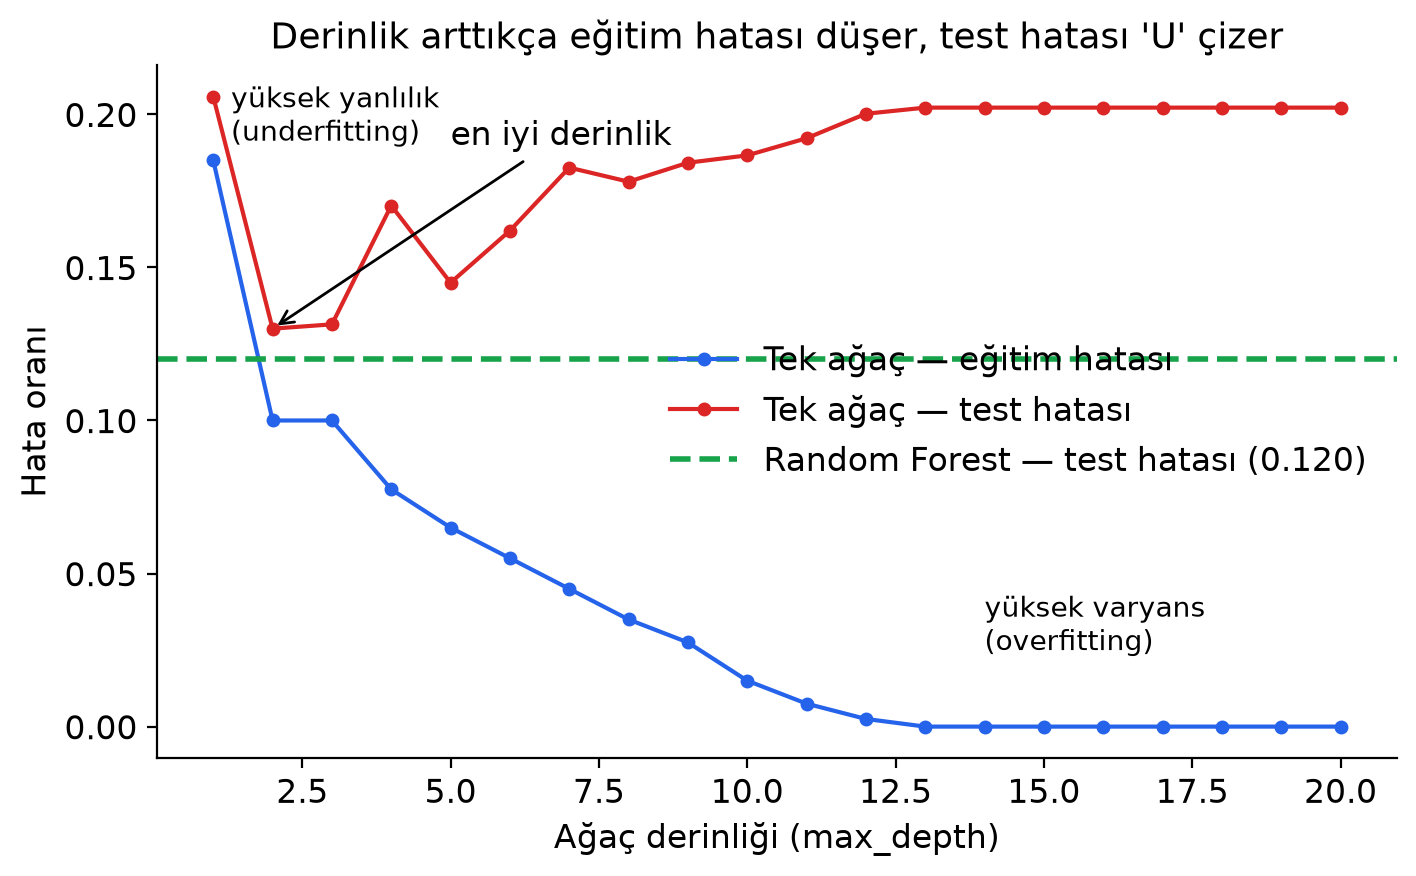 Derinlik arttıkça eğitim hatası düşer, test hatası 'U' çizer
yüksek yanlılık
(underfitting)
en iyi derinlik
Hata oranı
0.20
0.15
0.10
0.05
0.00
Tek ağaç — eğitim hatası
Tek ağaç — test hatası
Random Forest — test hatası (0.120)
yüksek varyans
(overfitting)
2.5 5.0 7.5 10.0 12.5 15.0 17.5 20.0
Ağaç derinliği (max_depth)